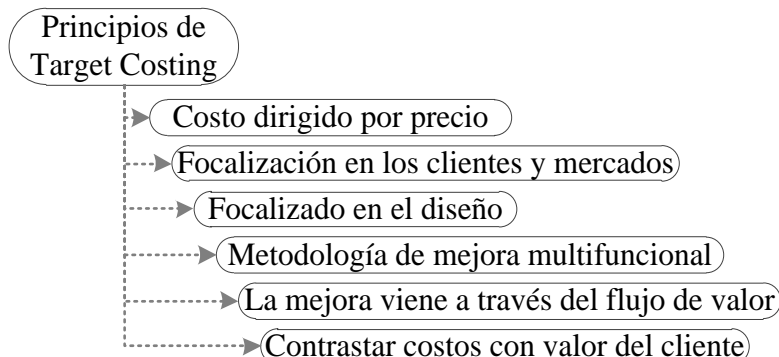 Principios de
Target Costing
Costo dirigido por precio
Focalización en los clientes y mercados
Focalizado en el diseño
Metodología de mejora multifuncional
La mejora viene a través del flujo de valor
Contrastar costos con valor del cliente